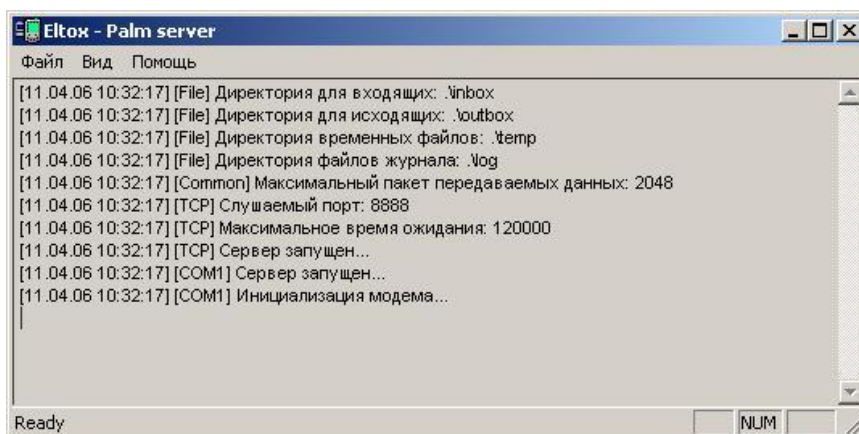 Eltox - Palm server
Файл Вид Помощь
[11.04.06 10:32:17] [File] Директория для входящих: .\inbox
[11.04.06 10:32:17] [File] Директория для исходящих: .\outbox
[11.04.06 10:32:17] [File] Директория временных файлов: .\temp
[11.04.06 10:32:17] [File] Директория файлов журнала: .\log
[11.04.06 10:32:17] [Common] Максимальный пакет передаваемых данных: 2048
[11.04.06 10:32:17] [TCP] Слушаемый порт: 8888
[11.04.06 10:32:17] [TCP] Максимальное время ожидания: 120000
[11.04.06 10:32:17] [TCP] Сервер запущен...
[11.04.06 10:32:17] [COM1] Сервер запущен...
[11.04.06 10:32:17] [COM1] Инициализация модема...
Ready NUM